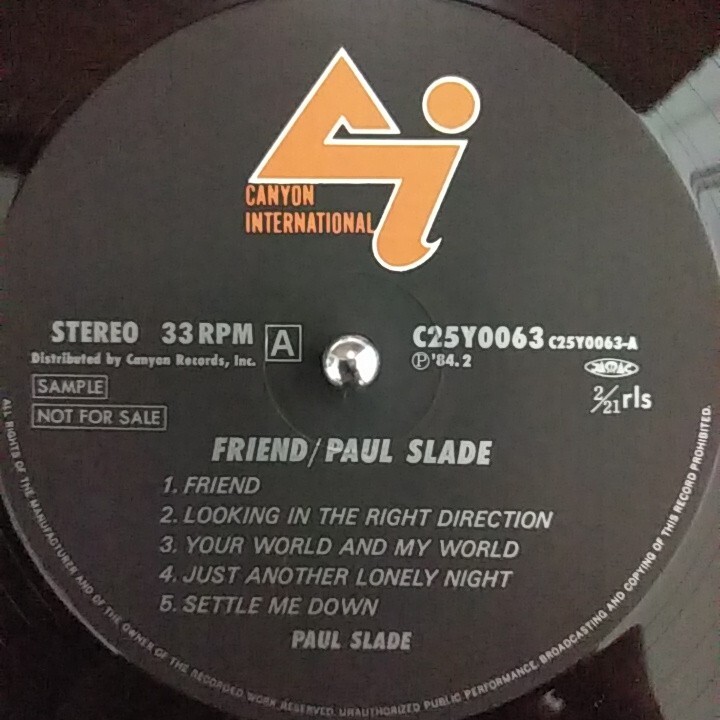 CANYON
INTERNATIONAL
STEREO 33 RPM A C25Y0063 C25Y0063-A
Distributed by Canyon Records, Inc. Ⓟ'84.2
SAMPLE
NOT FOR SALE
2/21 rls
FRIEND/PAUL SLADE
1. FRIEND
2. LOOKING IN THE RIGHT DIRECTION
3. YOUR WORLD AND MY WORLD
4. JUST ANOTHER LONELY NIGHT
5. SETTLE ME DOWN
PAUL SLADE
ALL RIGHTS OF THE MANUFACTURER AND OF THE OWNER OF THE RECORDED WORK RESERVED. UNAUTHORIZED PUBLIC PERFORMANCE, BROADCASTING AND COPYING OF THIS RECORD PROHIBITED.